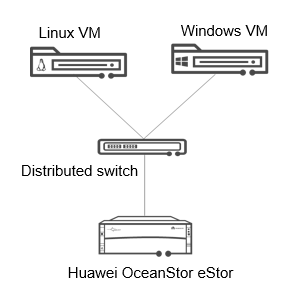 Linux VM
Windows VM
Distributed switch
Huawei OceanStor eStor